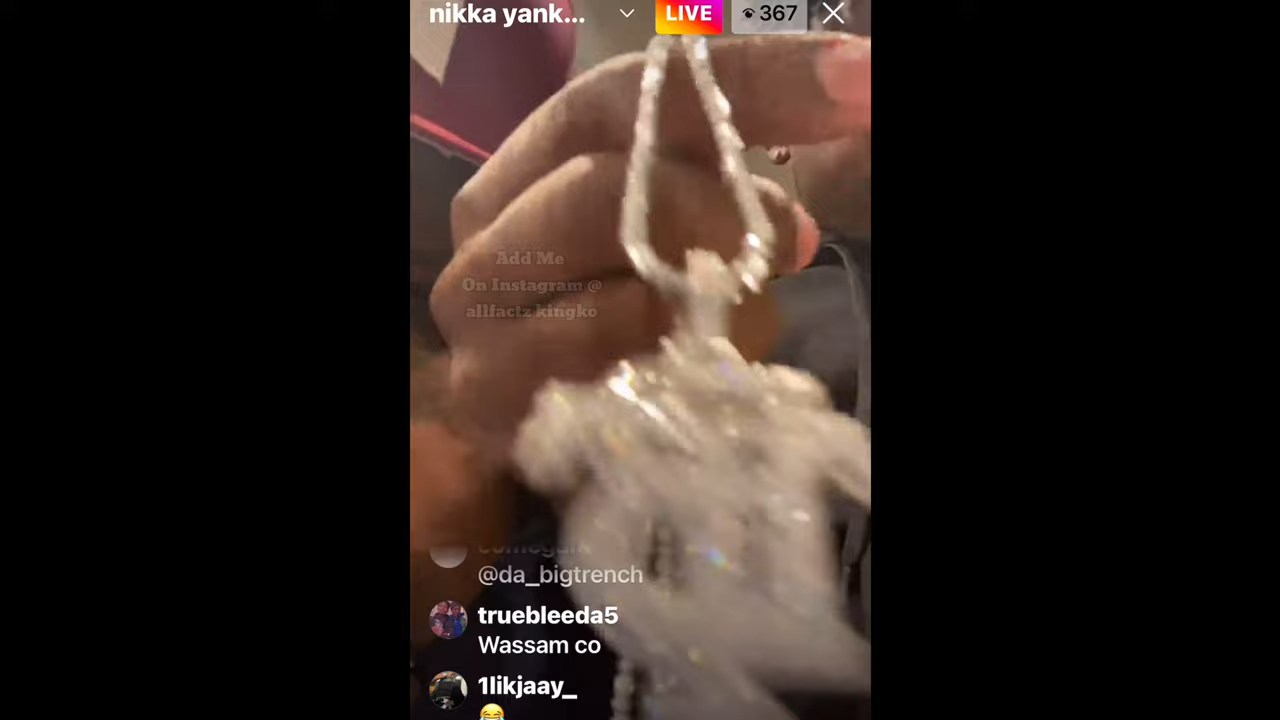 nikka yank...
LIVE
367
Add Me
On Instagram @
allfactz kingko
@da_bigtrench
truebleeda5
Wassam co
1likjaay_
😂